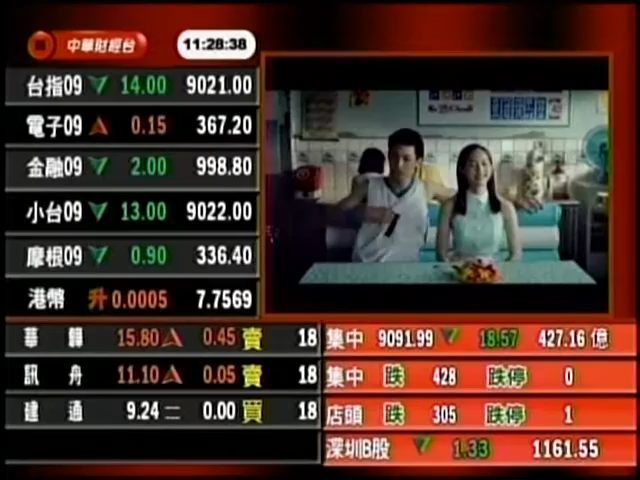 中華財經台 11:28:38
台指09 14.00 9021.00
電子09 0.15 367.20
金融09 2.00 998.80
小台09 13.00 9022.00
摩根09 0.90 336.40
港幣 升0.0005 7.7569
華 韡 15.80 0.45 賣 18
訊 舟 11.10 0.05 賣 18
建 通 9.24 二 0.00 買 18
集中 9091.99 18.57 427.16 億
集中 跌 428 跌停 0
店頭 跌 305 跌停 1
深圳B股 1.33 1161.55